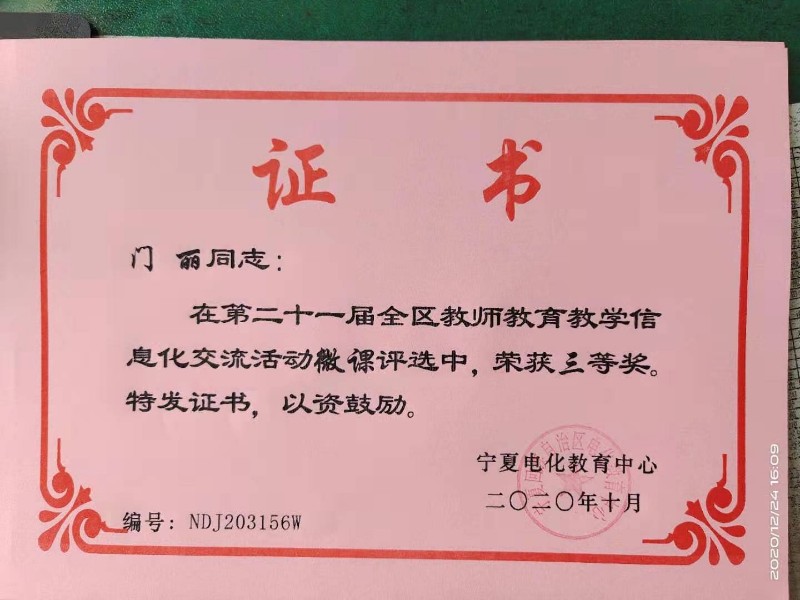 证 书
门 丽同志：
在第二十一届全区教师教育教学信
息化交流活动微课评选中，荣获三等奖。
特发证书，以资鼓励。
宁夏电化教育中心
二〇二〇年十月
编号：NDJ203156W
2020/12/24 16:09